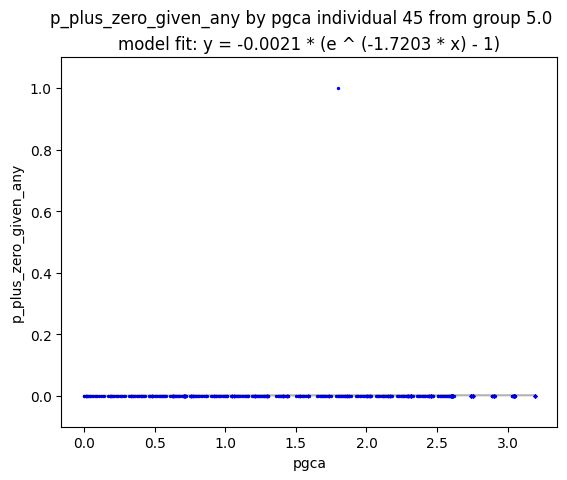 p_plus_zero_given_any by pgca individual 45 from group 5.0
model fit: y = -0.0021 * (e ^ (-1.7203 * x) - 1)
1.0
0.8
0.6
0.4
0.2
0.0
p_plus_zero_given_any
0.0 0.5 1.0 1.5 2.0 2.5 3.0
pgca